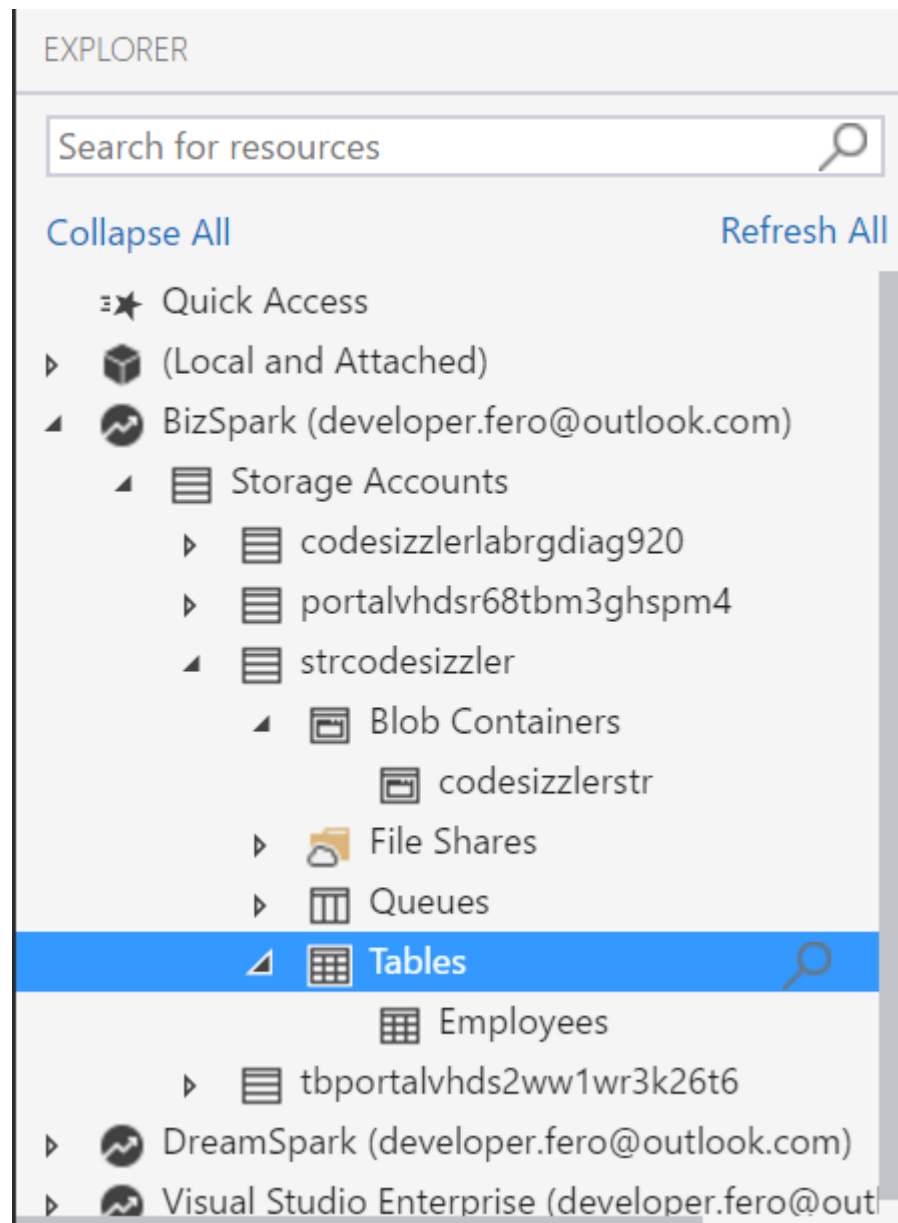 EXPLORER
Search for resources
Collapse All Refresh All
Quick Access
(Local and Attached)
BizSpark (developer.fero@outlook.com)
Storage Accounts
codesizzlerlabrgdiag920
portalvhdsr68tbm3ghspm4
strcodesizzler
Blob Containers
codesizzlerstr
File Shares
Queues
Tables
Employees
tbportalvhds2ww1wr3k26t6
DreamSpark (developer.fero@outlook.com)
Visual Studio Enterprise (developer.fero@outl